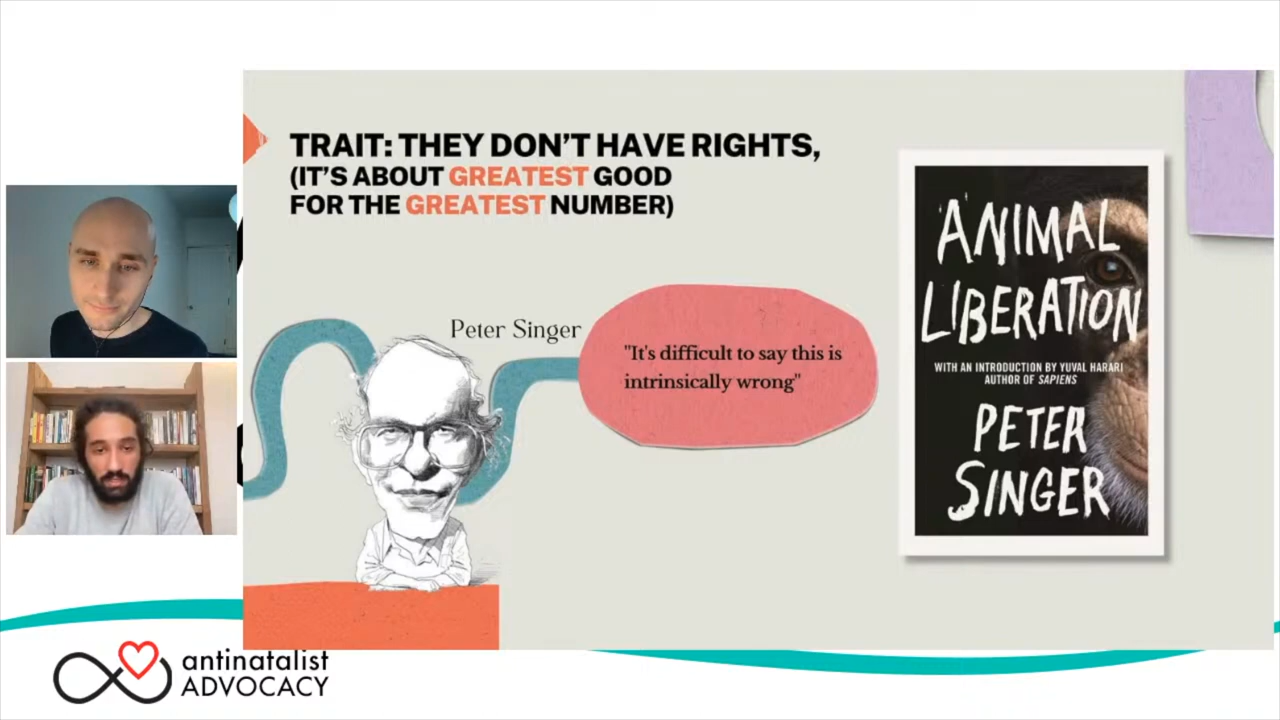 TRAIT: THEY DON'T HAVE RIGHTS,
(IT'S ABOUT GREATEST GOOD
FOR THE GREATEST NUMBER)
Peter Singer
"It's difficult to say this is
intrinsically wrong"
ANIMAL
LIBERATION
WITH AN INTRODUCTION BY YUVAL HARARI
AUTHOR OF SAPIENS
PETER
SINGER
antinatalist
ADVOCACY